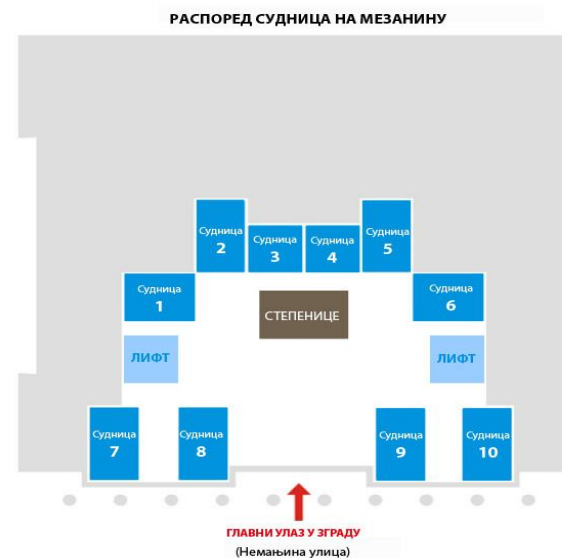 РАСПОРЕД СУДНИЦА НА МЕЗАНИНУ
Судница
2
Судница
3
Судница
4
Судница
5
Судница
1
Судница
6
СТЕПЕНИЦЕ
ЛИФТ
ЛИФТ
Судница
7
Судница
8
Судница
9
Судница
10
ГЛАВНИ УЛАЗ У ЗГРАДУ
(Немањина улица)